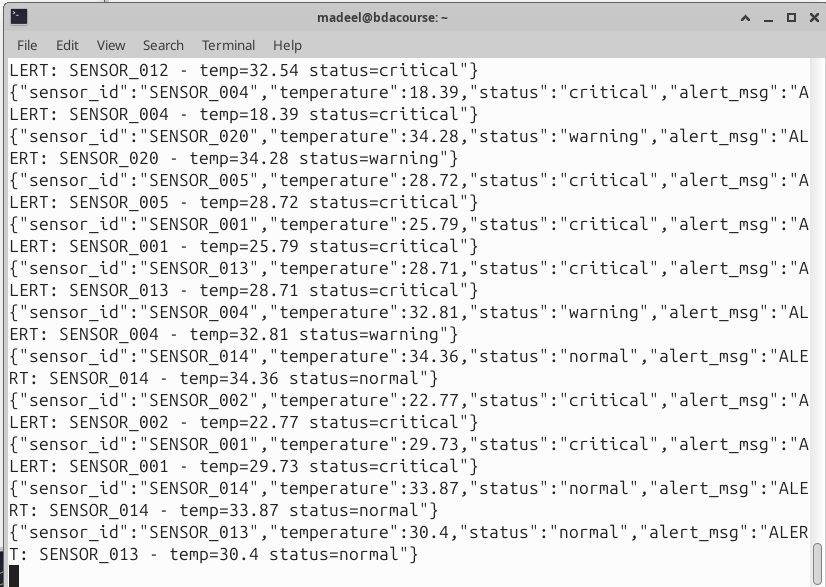 madeel@bdacourse: ~
File Edit View Search Terminal Help
LERT: SENSOR_012 - temp=32.54 status=critical"}
{"sensor_id":"SENSOR_004","temperature":18.39,"status":"critical","alert_msg":"A
LERT: SENSOR_004 - temp=18.39 status=critical"}
{"sensor_id":"SENSOR_020","temperature":34.28,"status":"warning","alert_msg":"AL
ERT: SENSOR_020 - temp=34.28 status=warning"}
{"sensor_id":"SENSOR_005","temperature":28.72,"status":"critical","alert_msg":"A
LERT: SENSOR_005 - temp=28.72 status=critical"}
{"sensor_id":"SENSOR_001","temperature":25.79,"status":"critical","alert_msg":"A
LERT: SENSOR_001 - temp=25.79 status=critical"}
{"sensor_id":"SENSOR_013","temperature":28.71,"status":"critical","alert_msg":"A
LERT: SENSOR_013 - temp=28.71 status=critical"}
{"sensor_id":"SENSOR_004","temperature":32.81,"status":"warning","alert_msg":"AL
ERT: SENSOR_004 - temp=32.81 status=warning"}
{"sensor_id":"SENSOR_014","temperature":34.36,"status":"normal","alert_msg":"ALE
RT: SENSOR_014 - temp=34.36 status=normal"}
{"sensor_id":"SENSOR_002","temperature":22.77,"status":"critical","alert_msg":"A
LERT: SENSOR_002 - temp=22.77 status=critical"}
{"sensor_id":"SENSOR_001","temperature":29.73,"status":"critical","alert_msg":"A
LERT: SENSOR_001 - temp=29.73 status=critical"}
{"sensor_id":"SENSOR_014","temperature":33.87,"status":"normal","alert_msg":"ALE
RT: SENSOR_014 - temp=33.87 status=normal"}
{"sensor_id":"SENSOR_013","temperature":30.4,"status":"normal","alert_msg":"ALER
T: SENSOR_013 - temp=30.4 status=normal"}